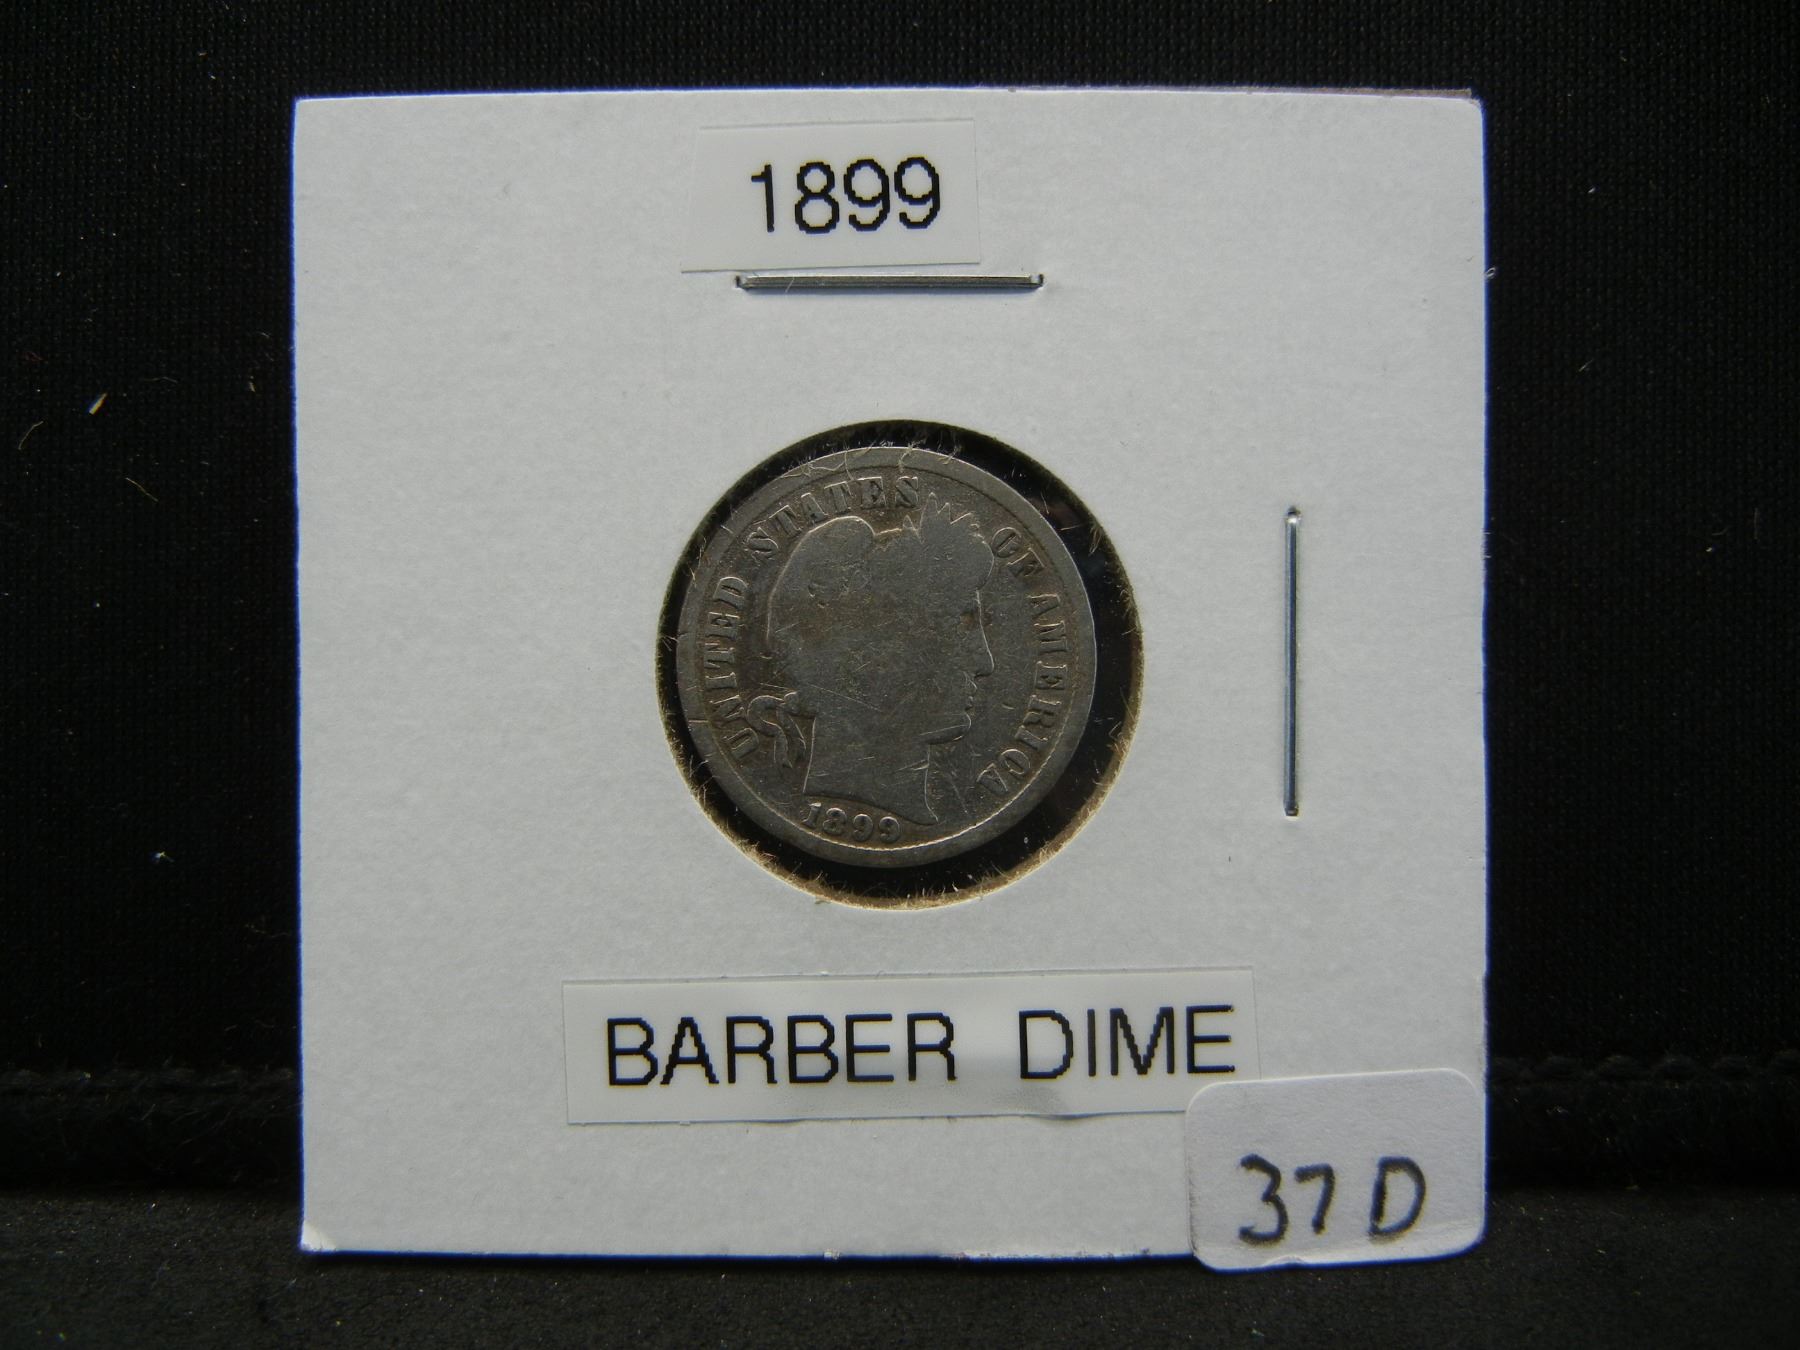 1899
UNITED STATES OF AMERICA
1899
BARBER DIME
37D